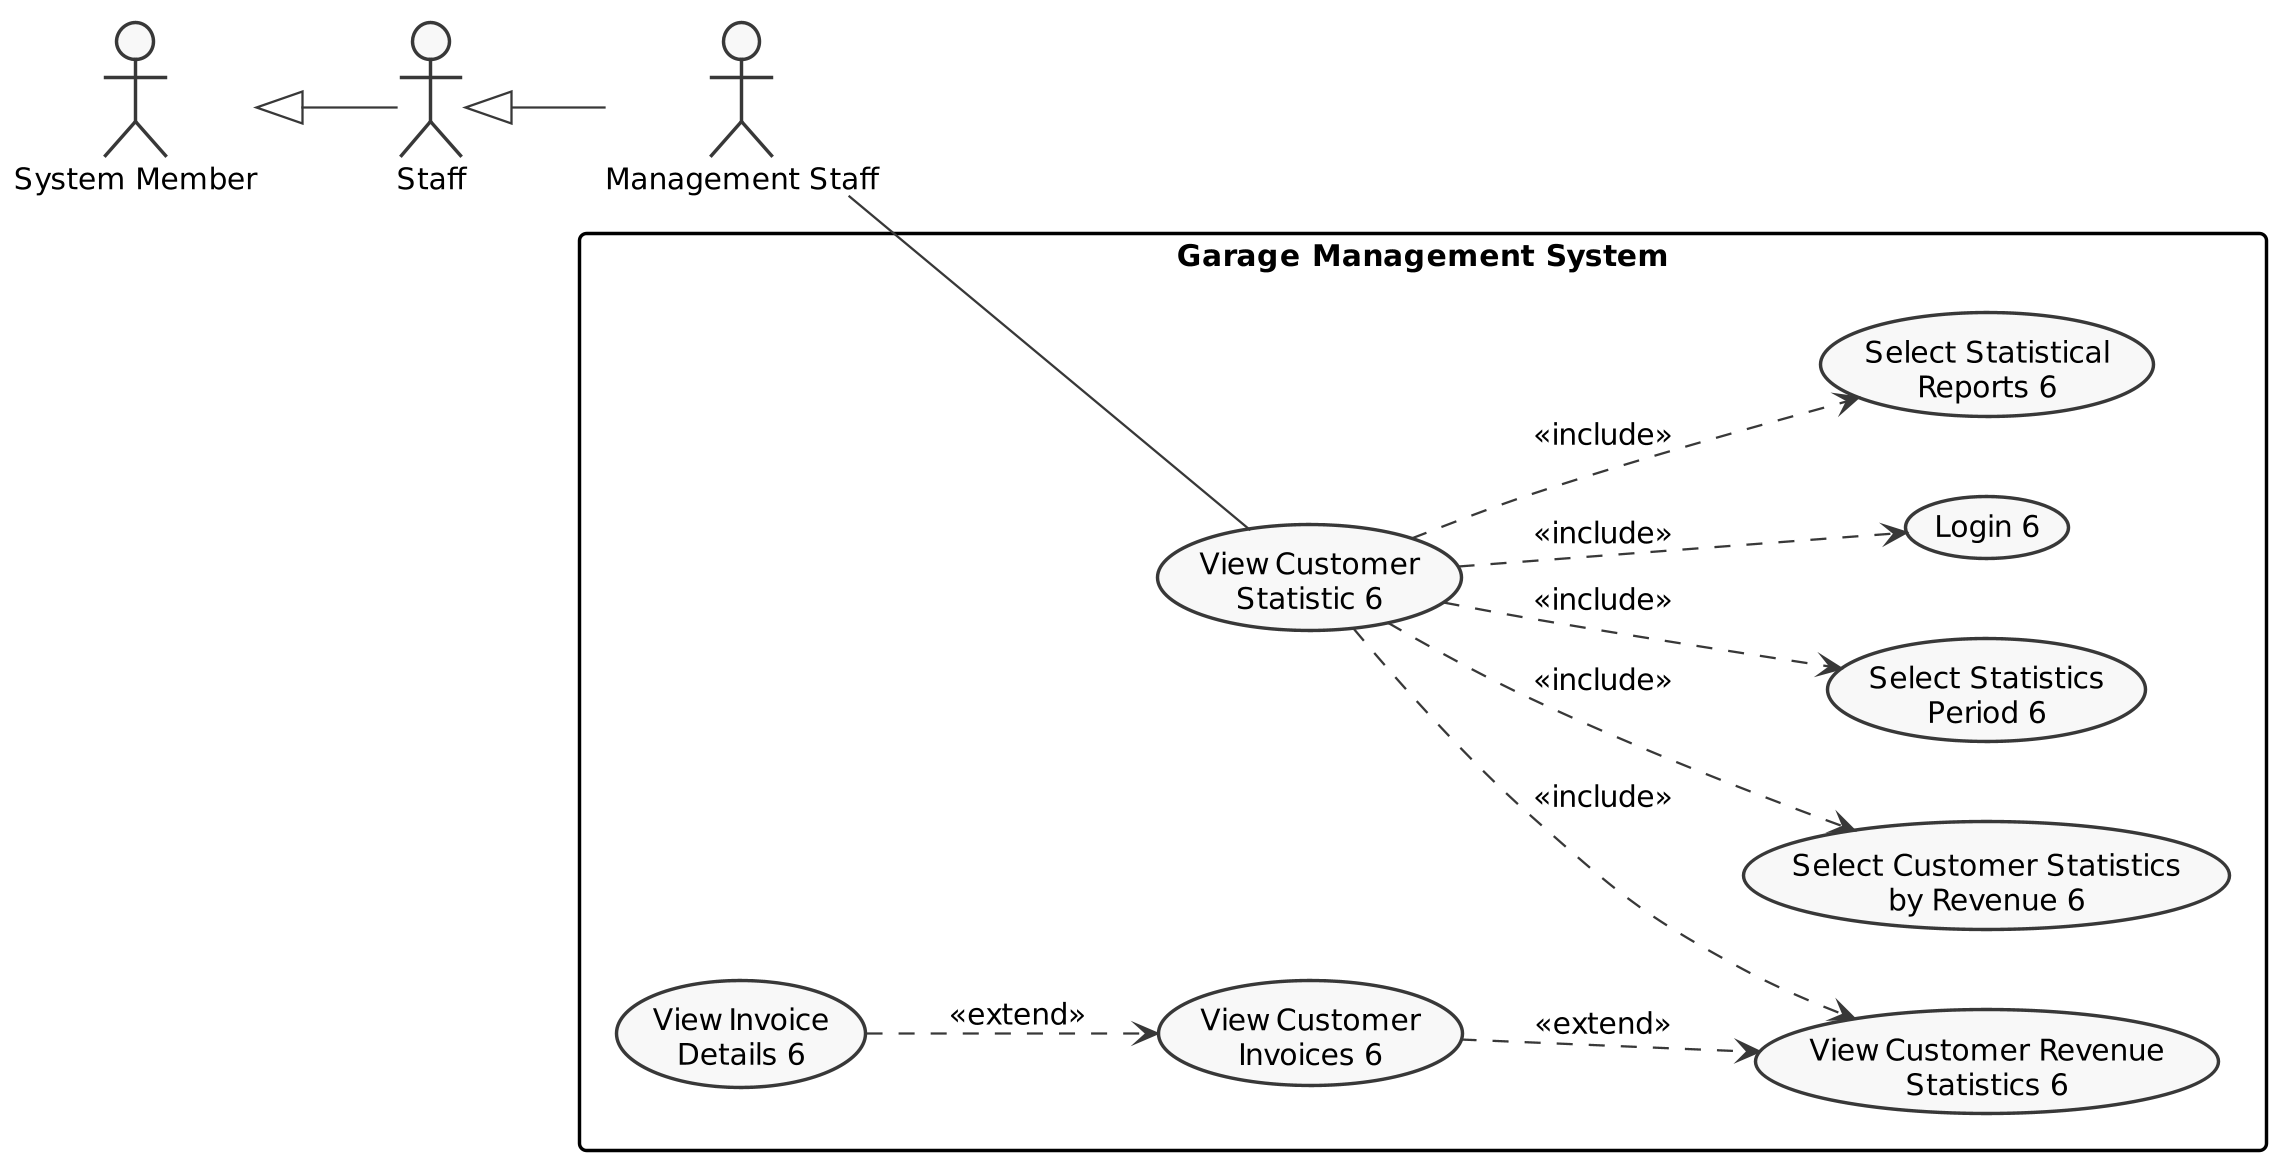 System Member
Staff
Management Staff
Garage Management System
Select Statistical
Reports 6
«include»
Login 6
«include»
View Customer
Statistic 6
«include»
Select Statistics
Period 6
«include»
«include»
Select Customer Statistics
by Revenue 6
View Invoice
Details 6
«extend»
View Customer
Invoices 6
«extend»
View Customer Revenue
Statistics 6